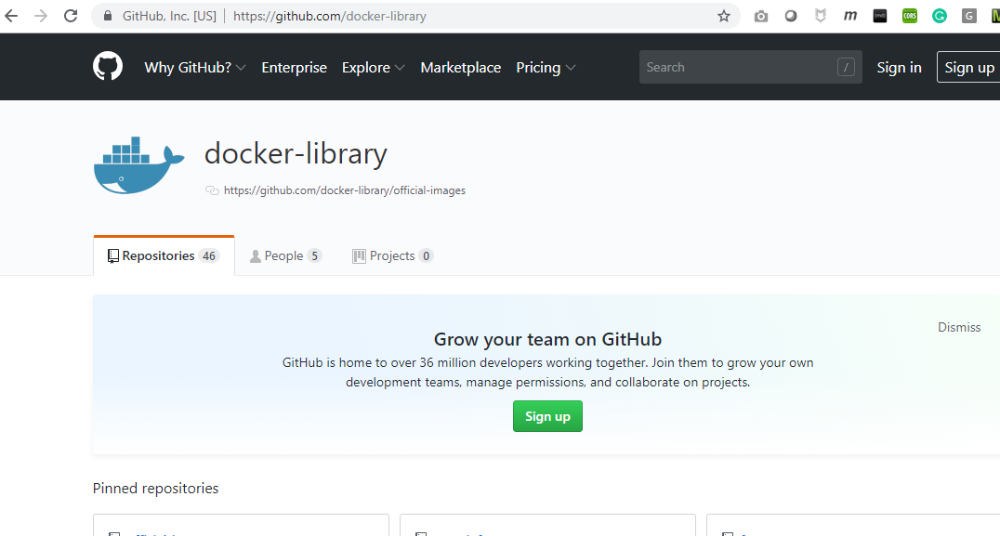 GitHub, Inc. [US] | https://github.com/docker-library
CORS
G
Why GitHub? Enterprise Explore Marketplace Pricing Search / Sign in Sign up
docker-library
https://github.com/docker-library/official-images
Repositories 46 People 5 Projects 0
Dismiss
Grow your team on GitHub
GitHub is home to over 36 million developers working together. Join them to grow your own
development teams, manage permissions, and collaborate on projects.
Sign up
Pinned repositories